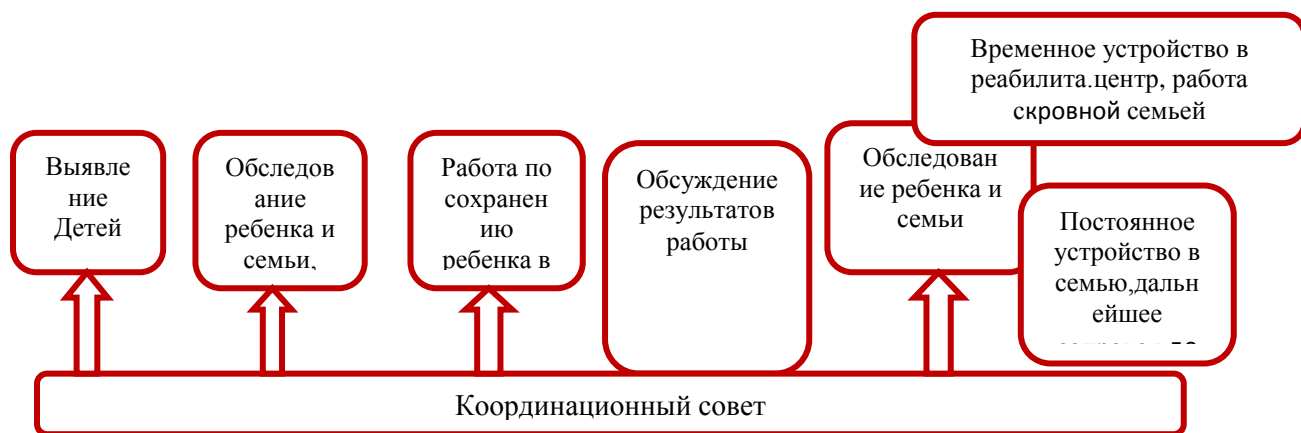 Выявле
ние
Детей
Обследов
ание
ребенка и
семьи,
Работа по
сохранен
ию
ребенка в
Обсуждение
результатов
работы
Обследован
ие ребенка и
семьи
Временное устройство в
реабилита.центр, работа
скровной семьей
Постоянное
устройство в
семью,дальн
ейшее
Координационный совет